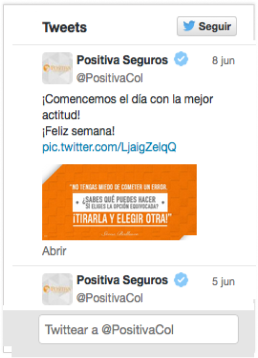 Tweets
Seguir
Positiva Seguros
8 jun
@PositivaCol
¡Comencemos el día con la mejor
actitud!
¡Feliz semana!
pic.twitter.com/LjaigZelqQ
"NO TENGAS MIEDO DE COMETER UN ERROR.
¿SABES QUÉ PUEDES HACER
SI ELIGES LA OPCIÓN EQUIVOCADA?
¡TIRARLA Y ELEGIR OTRA!"
Abrir
Positiva Seguros
5 jun
@PositivaCol
Twittear a @PositivaCol